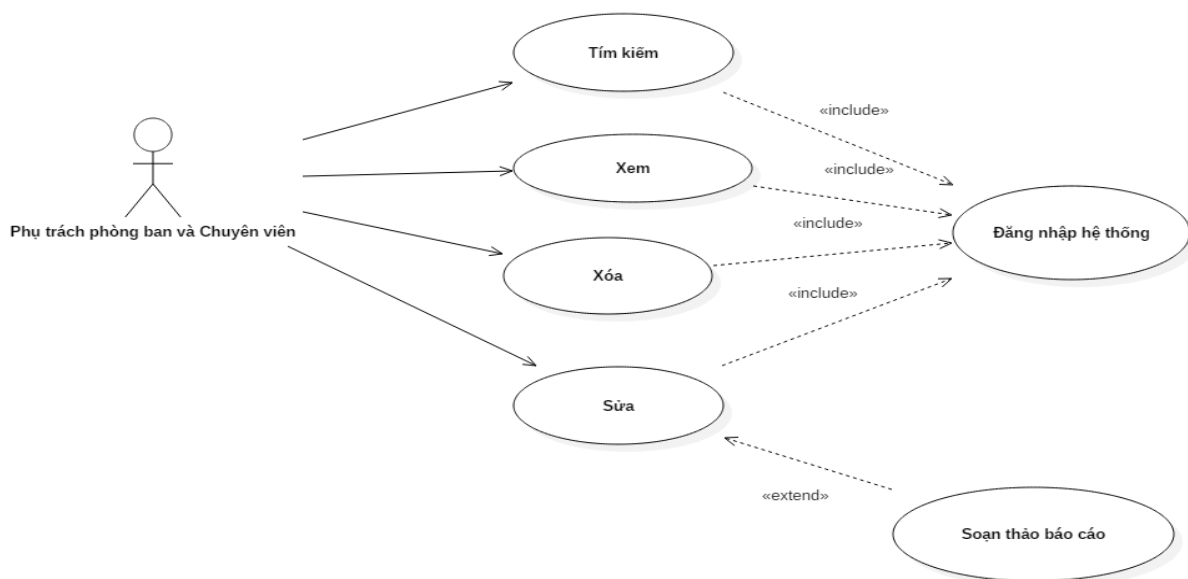 Tím kiếm
«include»
Xem
«include»
Phụ trách phòng ban và Chuyên viên
«include»
Đăng nhập hệ thống
Xóa
«include»
Sửa
«extend»
Soạn thảo báo cáo